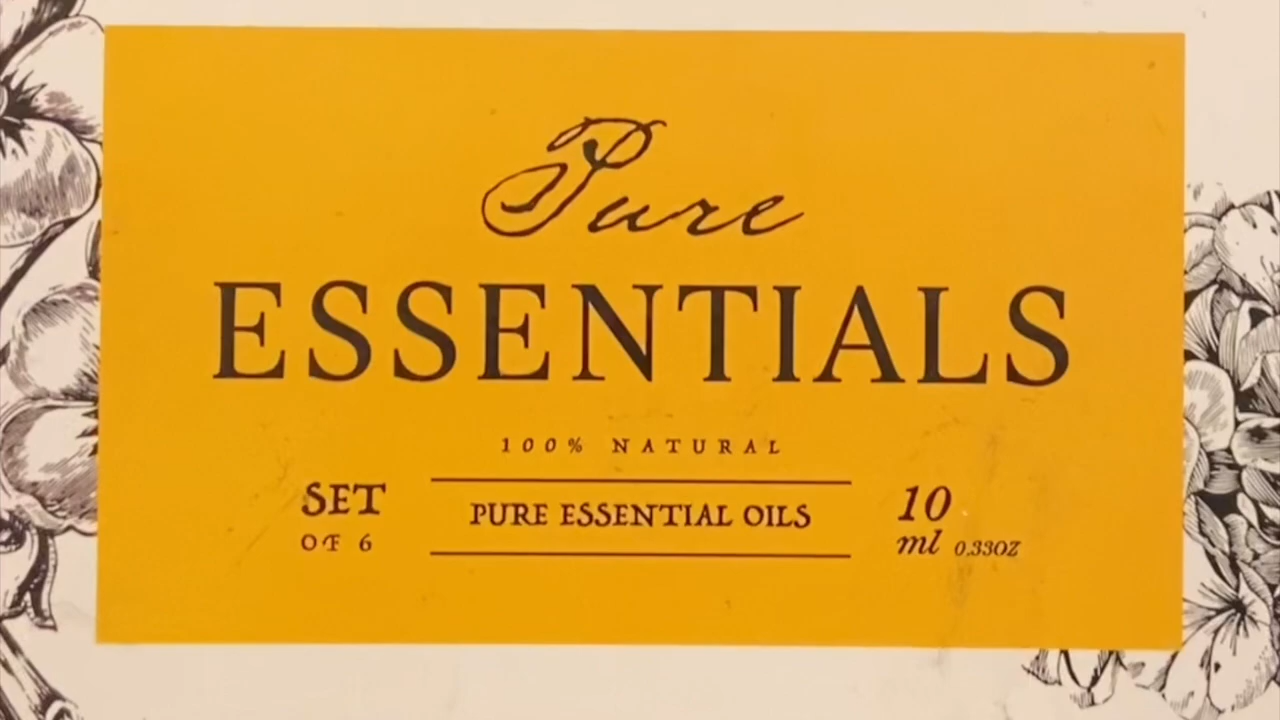 Pure
ESSENTIALS
100% NATURAL
SET
OF 6
PURE ESSENTIAL OILS
10
ml 0.33OZ